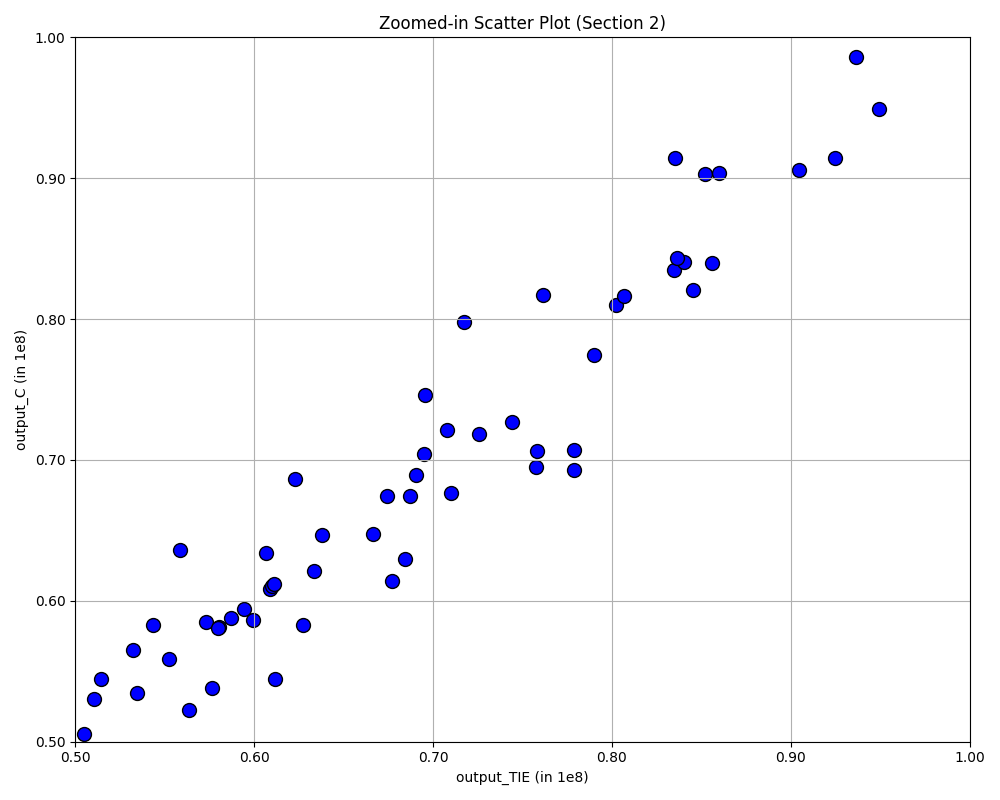 Zoomed-in Scatter Plot (Section 2)
1.00
0.90
0.80
0.70
0.60
0.50
output_C (in 1e8)
0.50 0.60 0.70 0.80 0.90 1.00
output_TIE (in 1e8)